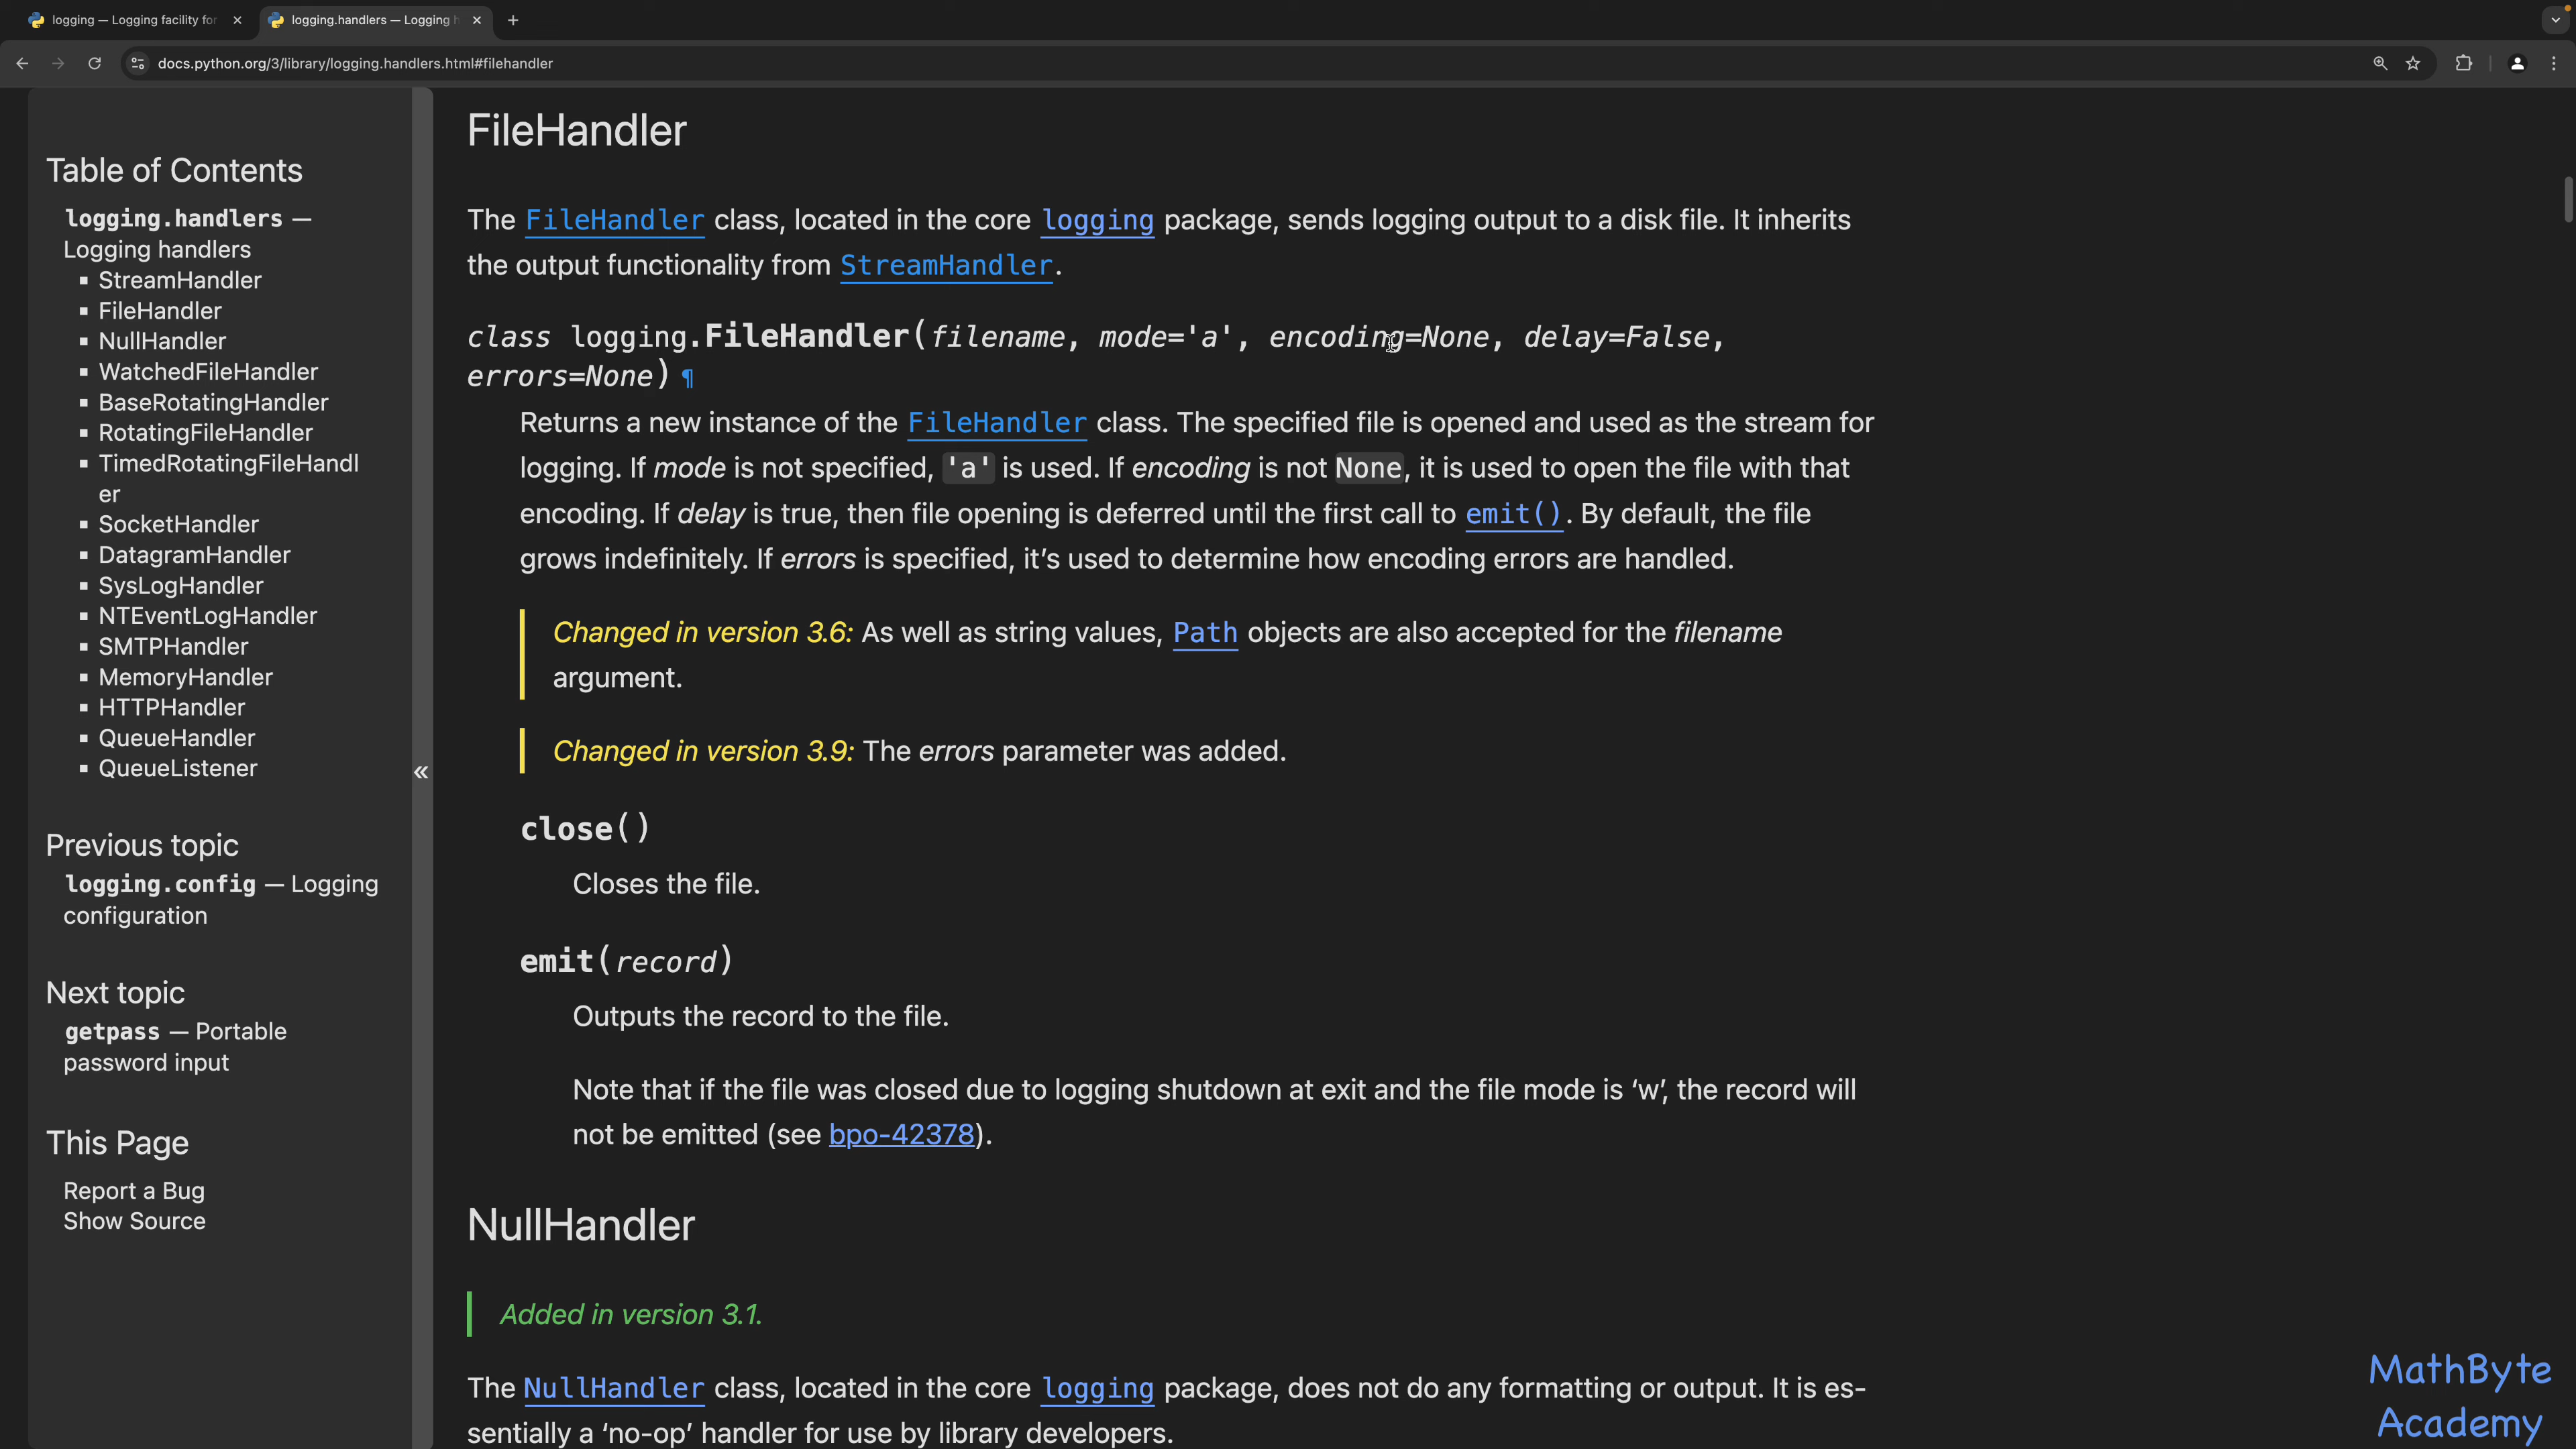 logging — Logging facility for
logging.handlers — Logging h
docs.python.org/3/library/logging.handlers.html#filehandler
Table of Contents
logging.handlers —
Logging handlers
StreamHandler
FileHandler
NullHandler
WatchedFileHandler
BaseRotatingHandler
RotatingFileHandler
TimedRotatingFileHandl
er
SocketHandler
DatagramHandler
SysLogHandler
NTEventLogHandler
SMTPHandler
MemoryHandler
HTTPHandler
QueueHandler
QueueListener
Previous topic
logging.config — Logging
configuration
Next topic
getpass — Portable
password input
This Page
Report a Bug
Show Source
«
FileHandler
The FileHandler class, located in the core logging package, sends logging output to a disk file. It inherits
the output functionality from StreamHandler.
class logging.FileHandler(filename, mode='a', encoding=None, delay=False,
errors=None) ¶
Returns a new instance of the FileHandler class. The specified file is opened and used as the stream for
logging. If mode is not specified, 'a' is used. If encoding is not None, it is used to open the file with that
encoding. If delay is true, then file opening is deferred until the first call to emit(). By default, the file
grows indefinitely. If errors is specified, it’s used to determine how encoding errors are handled.
Changed in version 3.6: As well as string values, Path objects are also accepted for the filename
argument.
Changed in version 3.9: The errors parameter was added.
close()
Closes the file.
emit(record)
Outputs the record to the file.
Note that if the file was closed due to logging shutdown at exit and the file mode is ‘w’, the record will
not be emitted (see bpo-42378).
NullHandler
Added in version 3.1.
The NullHandler class, located in the core logging package, does not do any formatting or output. It is es-
sentially a ‘no-op’ handler for use by library developers.
MathByte
Academy